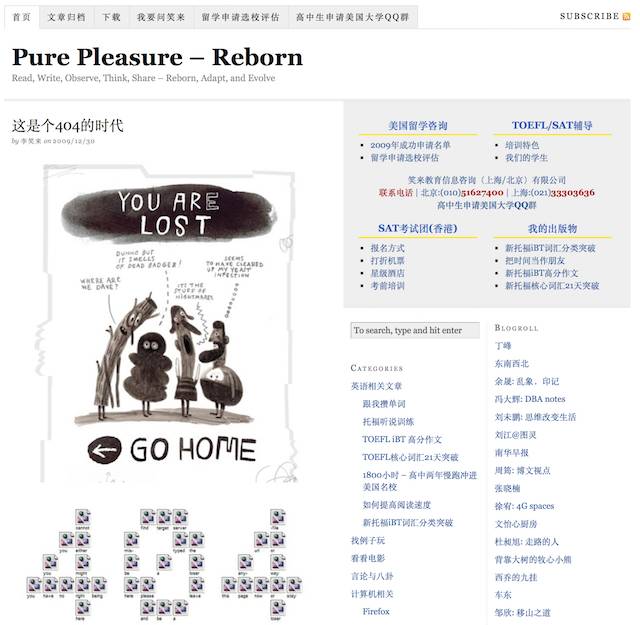 首页 文章归档 下载 我要问笑来 留学申请选校评估 高中生申请美国大学QQ群
SUBSCRIBE
Pure Pleasure – Reborn
Read, Write, Observe, Think, Share – Reborn, Adapt, and Evolve
这是个404的时代
by 李笑来 on 2009/12/30
YOU ARE
LOST
DUNNO BUT
IT SMELLS
OF DEAD BADGER!
WHERE ARE
WE DAVE?
ITS THE
STUFF OF
NIGHTMARES
SEEMS
TO HAVE CLEARED
UP MY YEAST
INFECTION
GO HOME
cannot find target server
you either mis- typed the url or
you might be a any- way
you have no right being here please leave this page now or stay
here and be a loser
美国留学咨询
2009年成功申请名单
留学申请选校评估
TOEFL/SAT辅导
培训特色
我们的学生
笑来教育信息咨询（上海/北京）有限公司
联系电话 | 北京:(010)51627400 | 上海:(021)33303636
高中生申请美国大学QQ群
SAT考试团(香港)
报名方式
打折机票
星级酒店
考前培训
我的出版物
新托福iBT词汇分类突破
把时间当作朋友
新托福iBT高分作文
新托福核心词汇21天突破
To search, type and hit enter
Categories
英语相关文章
跟我攒单词
托福听说训练
TOEFL iBT 高分作文
TOEFL核心词汇21天突破
1800小时 – 高中两年慢跑冲进
美国名校
如何提高阅读速度
新托福iBT词汇分类突破
找例子玩
看看电影
言论与八卦
计算机相关
Firefox
Blogroll
丁峰
东南西北
余晟: 乱象，印记
冯大辉: DBA notes
刘未鹏: 思维改变生活
刘江@图灵
南华早报
周筠: 博文视点
张晓楠
徐宥: 4G spaces
文怡心厨房
杜昶旭: 走路的人
背靠大树的牧心小熊
西乔的九挂
车东
邹欣: 移山之道